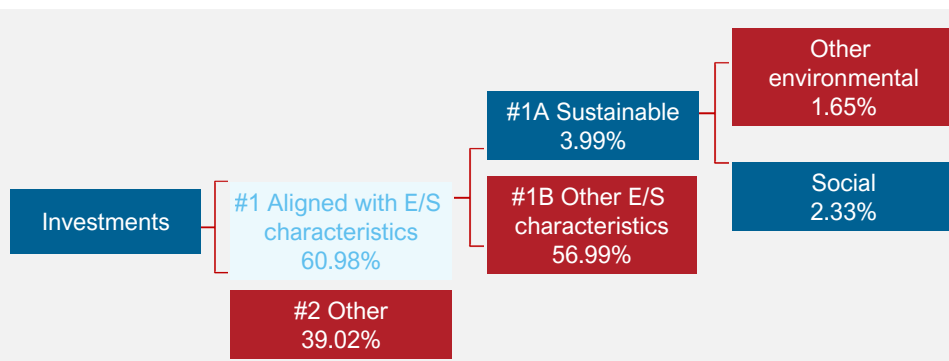 Investments
#1 Aligned with E/S
characteristics
60.98%
#2 Other
39.02%
#1A Sustainable
3.99%
#1B Other E/S
characteristics
56.99%
Other
environmental
1.65%
Social
2.33%